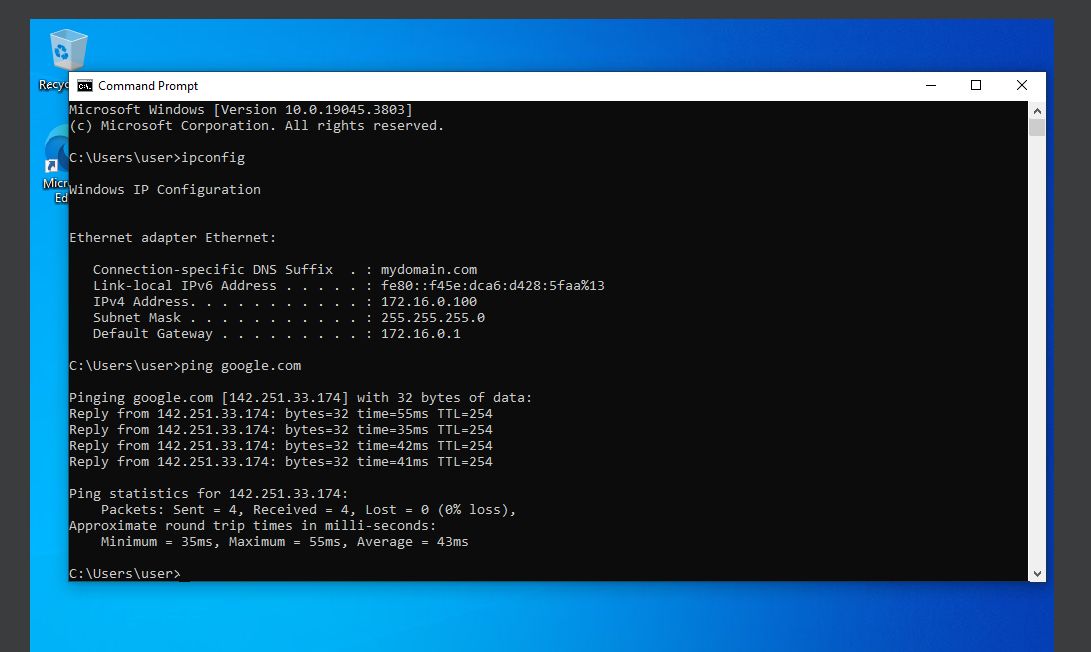 Recyc
Micr
Ed
Command Prompt
Microsoft Windows [Version 10.0.19045.3803]
(c) Microsoft Corporation. All rights reserved.
C:\Users\user>ipconfig
Windows IP Configuration
Ethernet adapter Ethernet:
Connection-specific DNS Suffix  . : mydomain.com
Link-local IPv6 Address . . . . . : fe80::f45e:dca6:d428:5faa%13
IPv4 Address. . . . . . . . . . . : 172.16.0.100
Subnet Mask . . . . . . . . . . . : 255.255.255.0
Default Gateway . . . . . . . . . : 172.16.0.1
C:\Users\user>ping google.com
Pinging google.com [142.251.33.174] with 32 bytes of data:
Reply from 142.251.33.174: bytes=32 time=55ms TTL=254
Reply from 142.251.33.174: bytes=32 time=35ms TTL=254
Reply from 142.251.33.174: bytes=32 time=42ms TTL=254
Reply from 142.251.33.174: bytes=32 time=41ms TTL=254
Ping statistics for 142.251.33.174:
Packets: Sent = 4, Received = 4, Lost = 0 (0% loss),
Approximate round trip times in milli-seconds:
Minimum = 35ms, Maximum = 55ms, Average = 43ms
C:\Users\user>